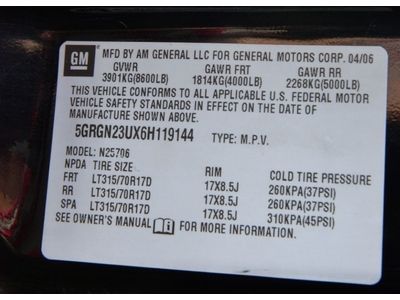 GM
MFD BY AM GENERAL LLC FOR GENERAL MOTORS CORP. 04/06
GVWR GAWR FRT GAWR RR
3901KG(8600LB) 1814KG(4000LB) 2268KG(5000LB)
THIS VEHICLE CONFORMS TO ALL APPLICABLE U.S. FEDERAL MOTOR
VEHICLE SAFETY STANDARDS IN EFFECT ON THE DATE OF
MANUFACTURE SHOWN ABOVE.
5GRGN23UX6H119144 TYPE: M.P.V.
MODEL: N25706
NPDA TIRE SIZE RIM COLD TIRE PRESSURE
FRT LT315/70R17D 17X8.5J 260KPA(37PSI)
RR LT315/70R17D 17X8.5J 260KPA(37PSI)
SPA LT315/70R17D 17X8.5J 310KPA(45PSI)
SEE OWNER'S MANUAL FOR MORE INFORMATION.